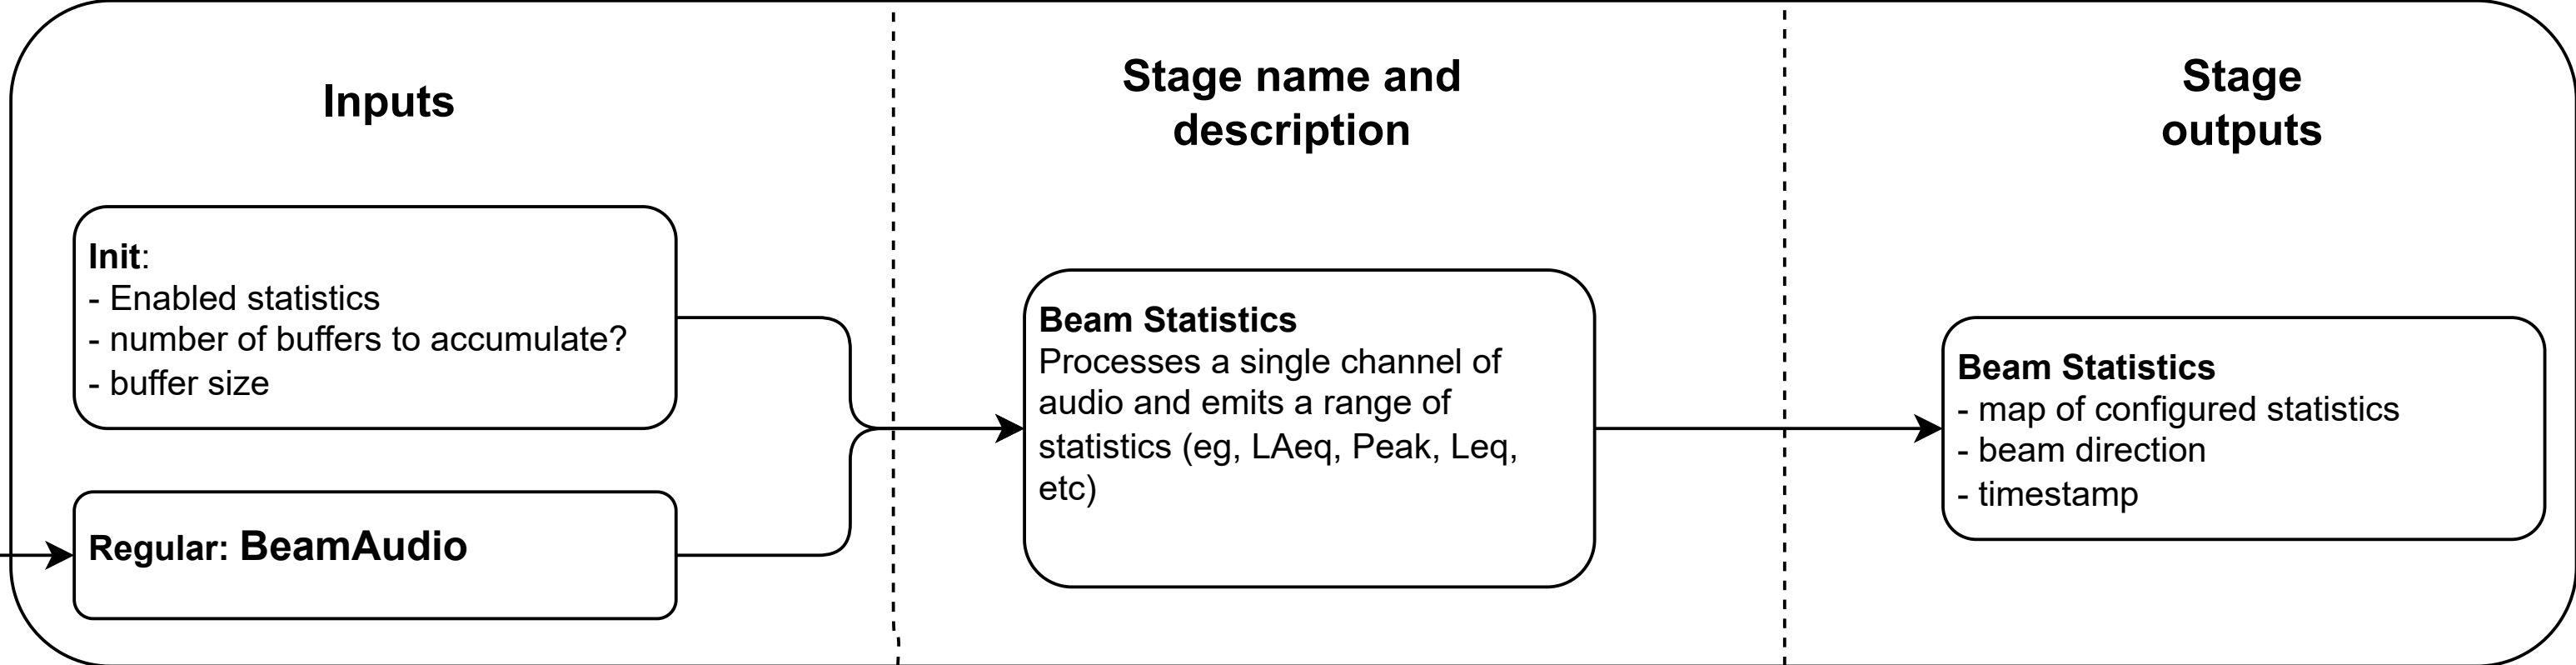 Inputs
Stage name and
description
Stage
outputs
Init:
- Enabled statistics
- number of buffers to accumulate?
- buffer size
Regular: BeamAudio
Beam Statistics
Processes a single channel of
audio and emits a range of
statistics (eg, LAeq, Peak, Leq,
etc)
Beam Statistics
- map of configured statistics
- beam direction
- timestamp